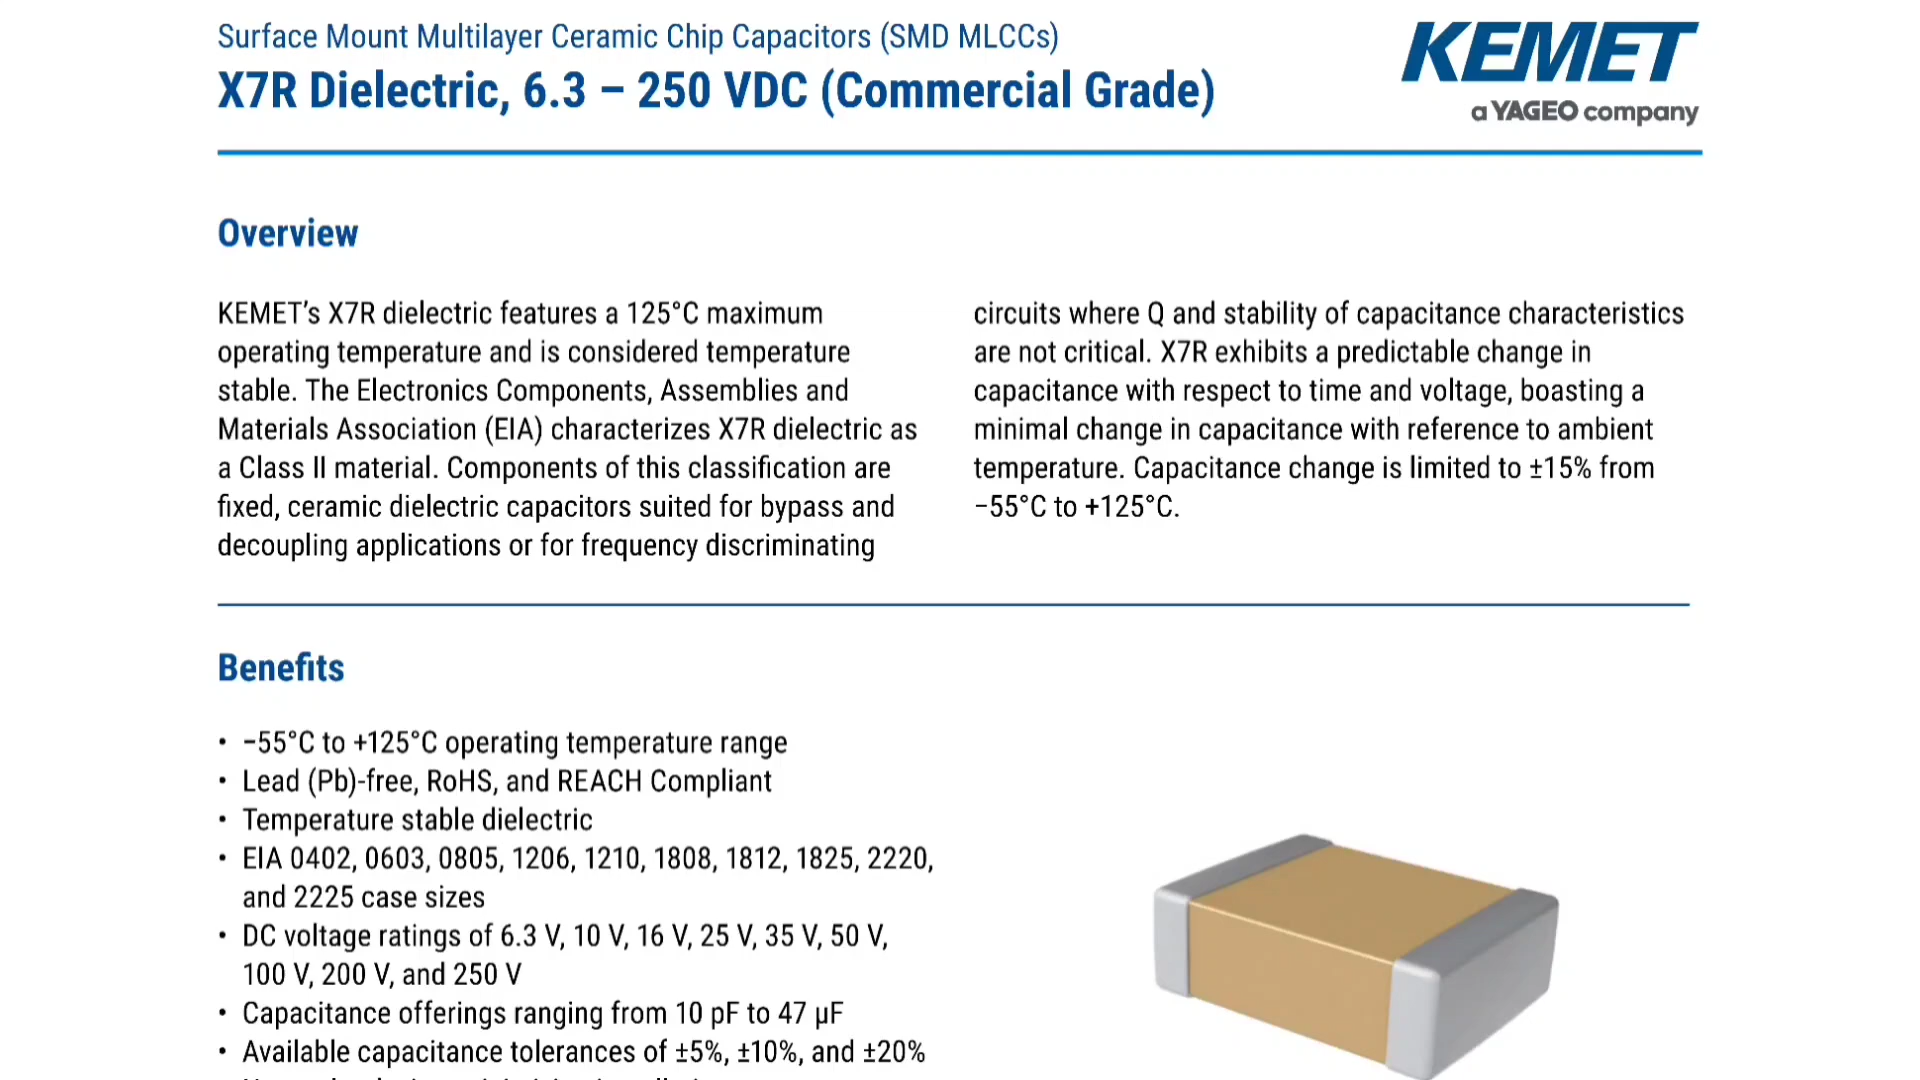 Surface Mount Multilayer Ceramic Chip Capacitors (SMD MLCCs)
X7R Dielectric, 6.3 – 250 VDC (Commercial Grade)
KEMET
a YAGEO company
Overview
KEMET’s X7R dielectric features a 125°C maximum
operating temperature and is considered temperature
stable. The Electronics Components, Assemblies and
Materials Association (EIA) characterizes X7R dielectric as
a Class II material. Components of this classification are
fixed, ceramic dielectric capacitors suited for bypass and
decoupling applications or for frequency discriminating
circuits where Q and stability of capacitance characteristics
are not critical. X7R exhibits a predictable change in
capacitance with respect to time and voltage, boasting a
minimal change in capacitance with reference to ambient
temperature. Capacitance change is limited to ±15% from
−55°C to +125°C.
Benefits
• −55°C to +125°C operating temperature range
• Lead (Pb)-free, RoHS, and REACH Compliant
• Temperature stable dielectric
• EIA 0402, 0603, 0805, 1206, 1210, 1808, 1812, 1825, 2220,
and 2225 case sizes
• DC voltage ratings of 6.3 V, 10 V, 16 V, 25 V, 35 V, 50 V,
100 V, 200 V, and 250 V
• Capacitance offerings ranging from 10 pF to 47 μF
• Available capacitance tolerances of ±5%, ±10%, and ±20%